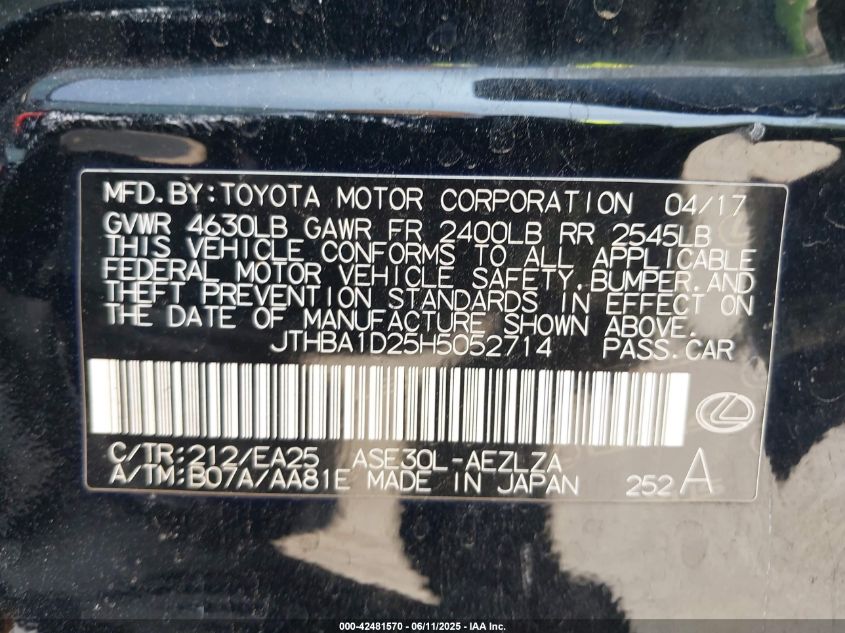 MFD.BY:TOYOTA MOTOR CORPORATION 04/17
GVWR 4630LB GAWR FR 2400LB RR 2545LB
THIS VEHICLE CONFORMS TO ALL APPLICABLE
FEDERAL MOTOR VEHICLE SAFETY,BUMPER,AND
THEFT PREVENTION STANDARDS IN EFFECT ON
THE DATE OF MANUFACTURE SHOWN ABOVE.
JTHBA1D25H5052714 PASS.CAR
C/TR:212/EA25 ASE30L-AEZLZA
A/TM:B07A/AA81E MADE IN JAPAN 252A
000-42481570 - 06/11/2025 - IAA Inc.